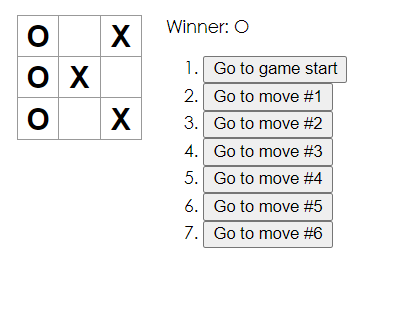 O X
O X
O X
Winner: O
1. Go to game start
2. Go to move #1
3. Go to move #2
4. Go to move #3
5. Go to move #4
6. Go to move #5
7. Go to move #6